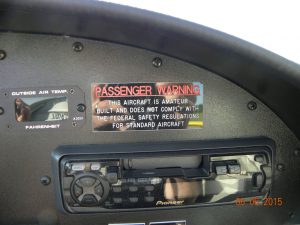 OUTSIDE AIR TEMP.
FAHRENHEIT
PASSENGER WARNING
THIS AIRCRAFT IS AMATEUR
BUILT AND DOES NOT COMPLY WITH
THE FEDERAL SAFETY REGULATIONS
FOR STANDARD AIRCRAFT
PIONEER
06/02/2015